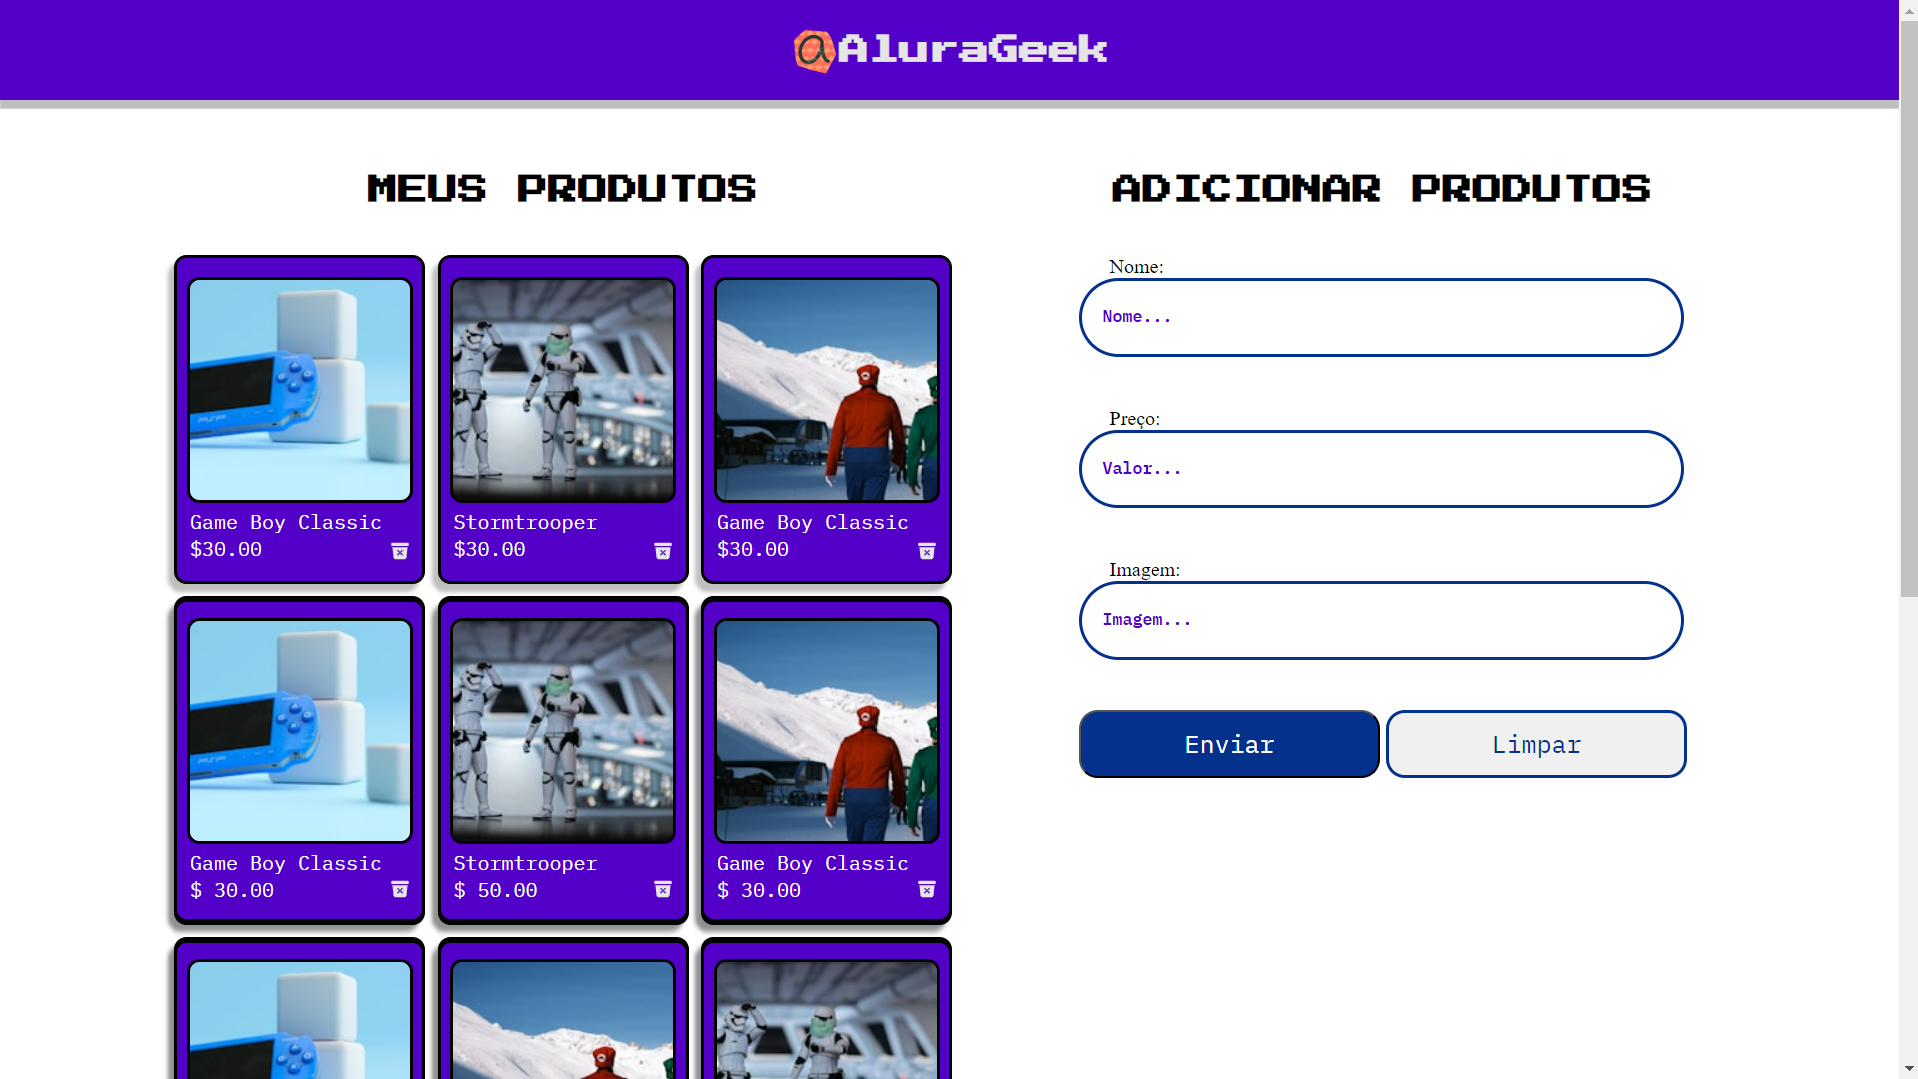 @AluraGeek
MEUS PRODUTOS
Game Boy Classic
$30.00
Stormtrooper
$30.00
Game Boy Classic
$30.00
Game Boy Classic
$ 30.00
Stormtrooper
$ 50.00
Game Boy Classic
$ 30.00
ADICIONAR PRODUTOS
Nome:
Nome...
Preço:
Valor...
Imagem:
Imagem...
Enviar
Limpar